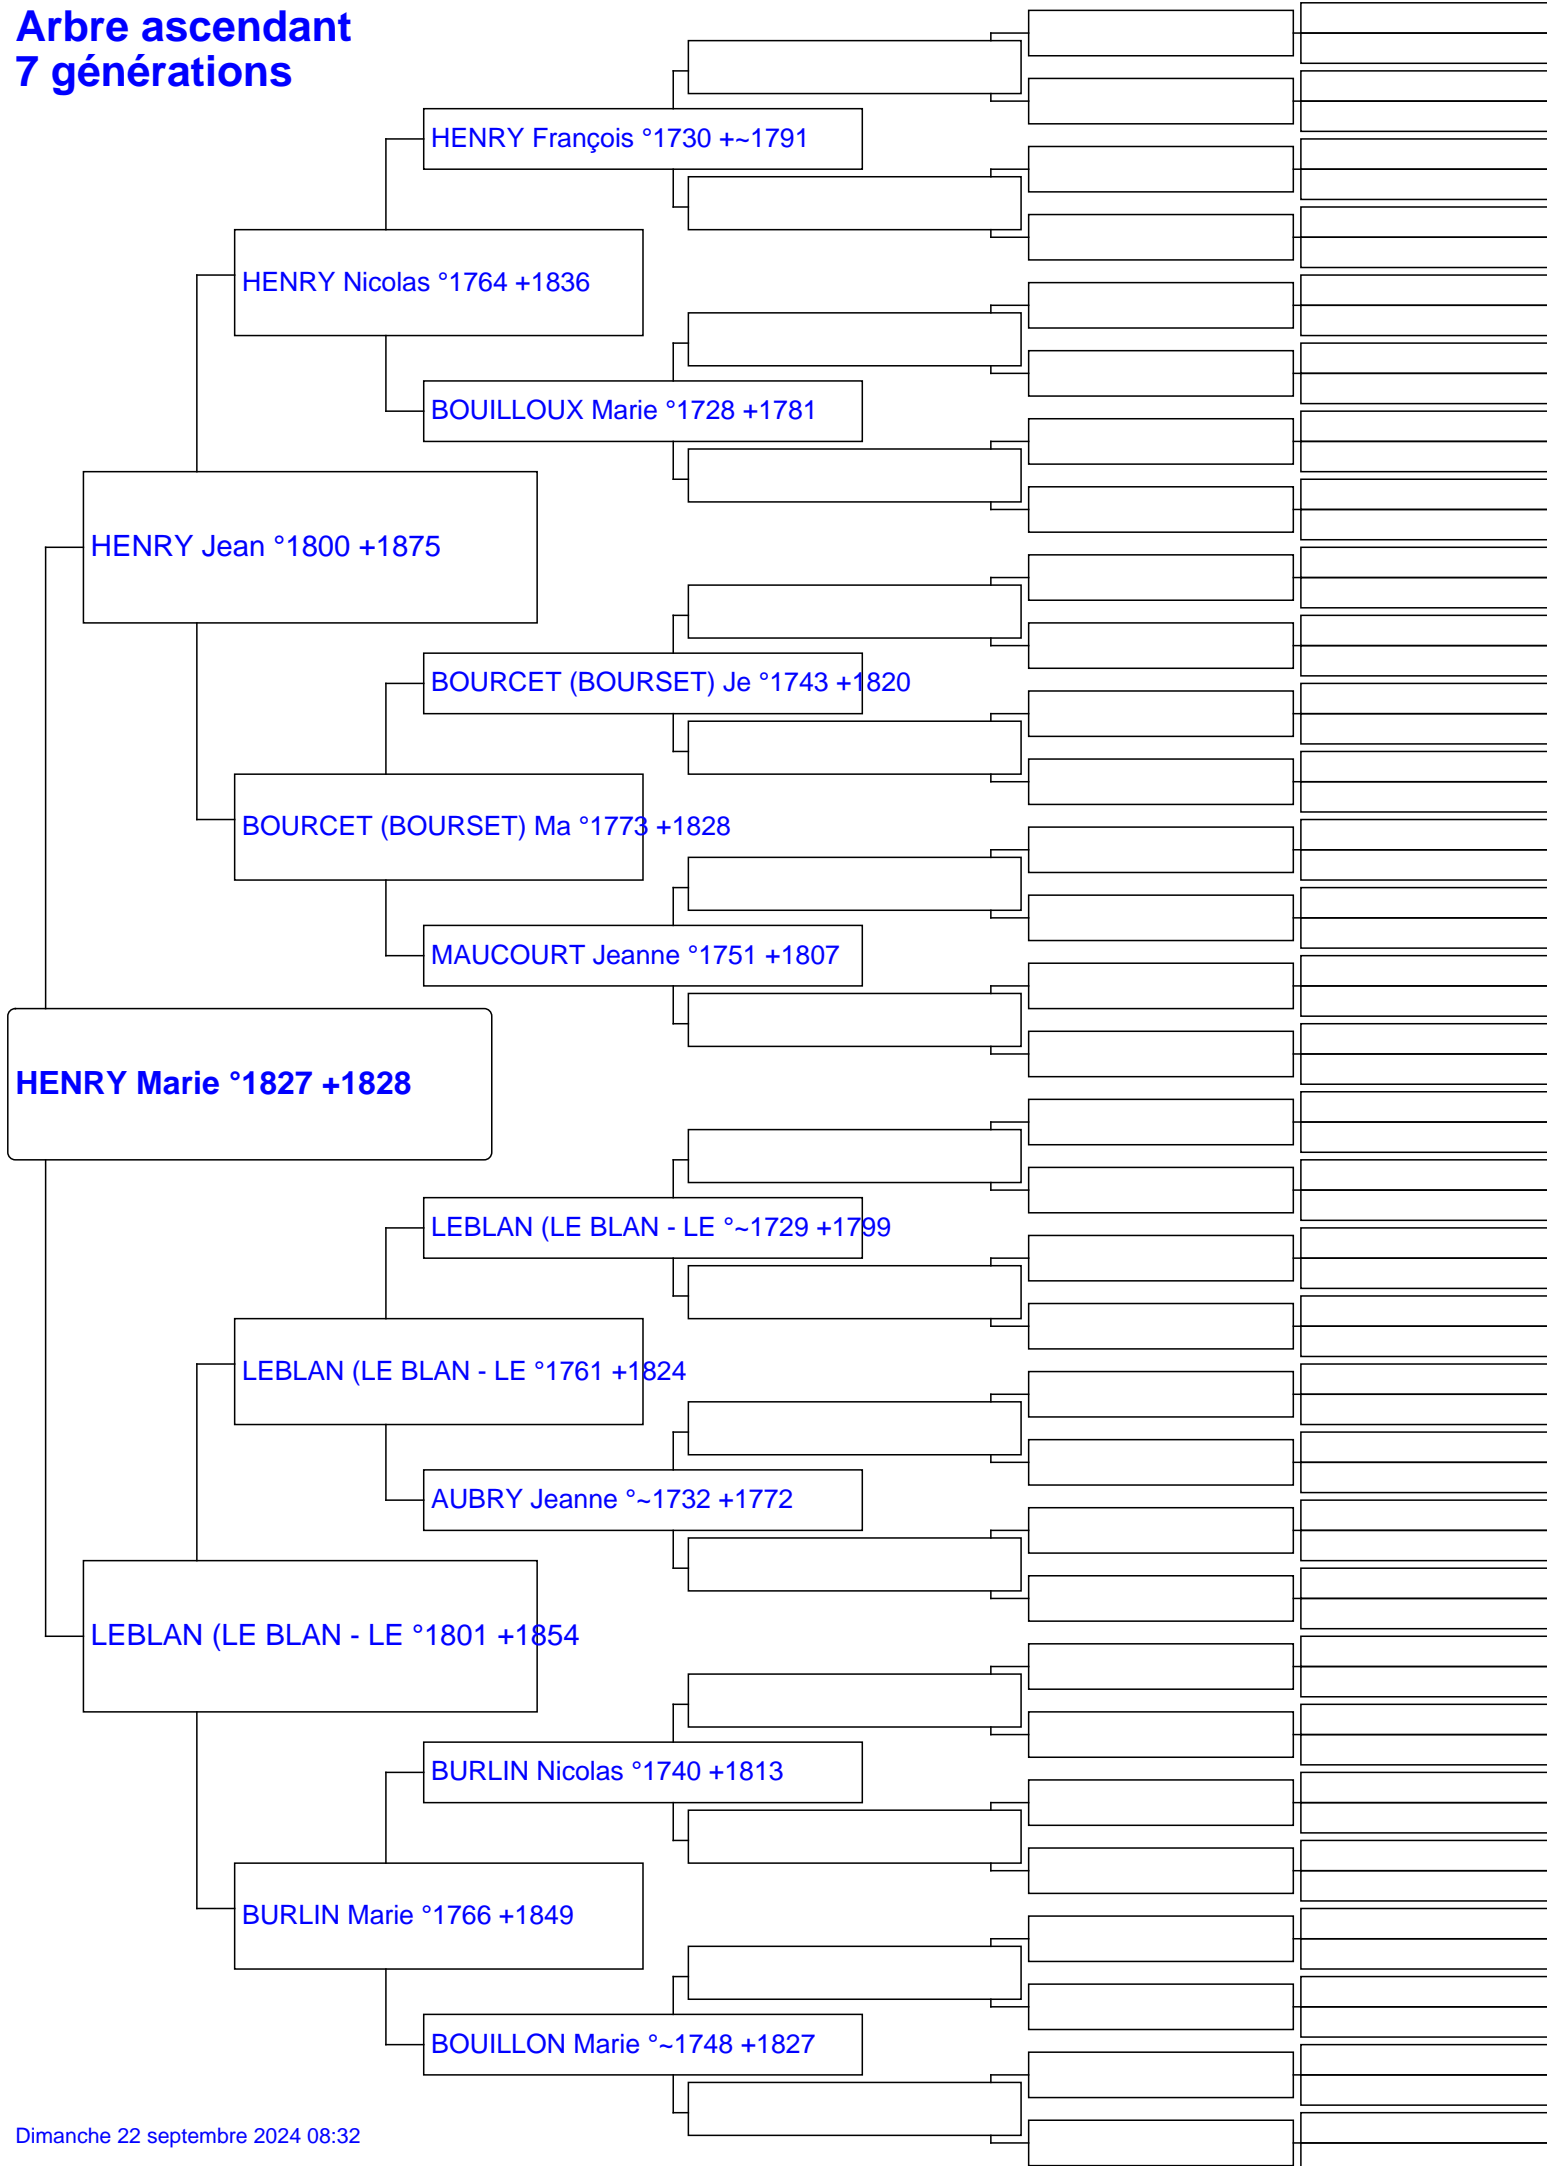 Arbre ascendant
7 générations
HENRY François °1730 +~1791
HENRY Nicolas °1764 +1836
BOUILLOUX Marie °1728 +1781
HENRY Jean °1800 +1875
BOURCET (BOURSET) Je °1743 +1820
BOURCET (BOURSET) Ma °1773 +1828
MAUCOURT Jeanne °1751 +1807
HENRY Marie °1827 +1828
LEBLAN (LE BLAN - LE °~1729 +1799
LEBLAN (LE BLAN - LE °1761 +1824
AUBRY Jeanne °~1732 +1772
LEBLAN (LE BLAN - LE °1801 +1854
BURLIN Nicolas °1740 +1813
BURLIN Marie °1766 +1849
BOUILLON Marie °~1748 +1827
Dimanche 22 septembre 2024 08:32